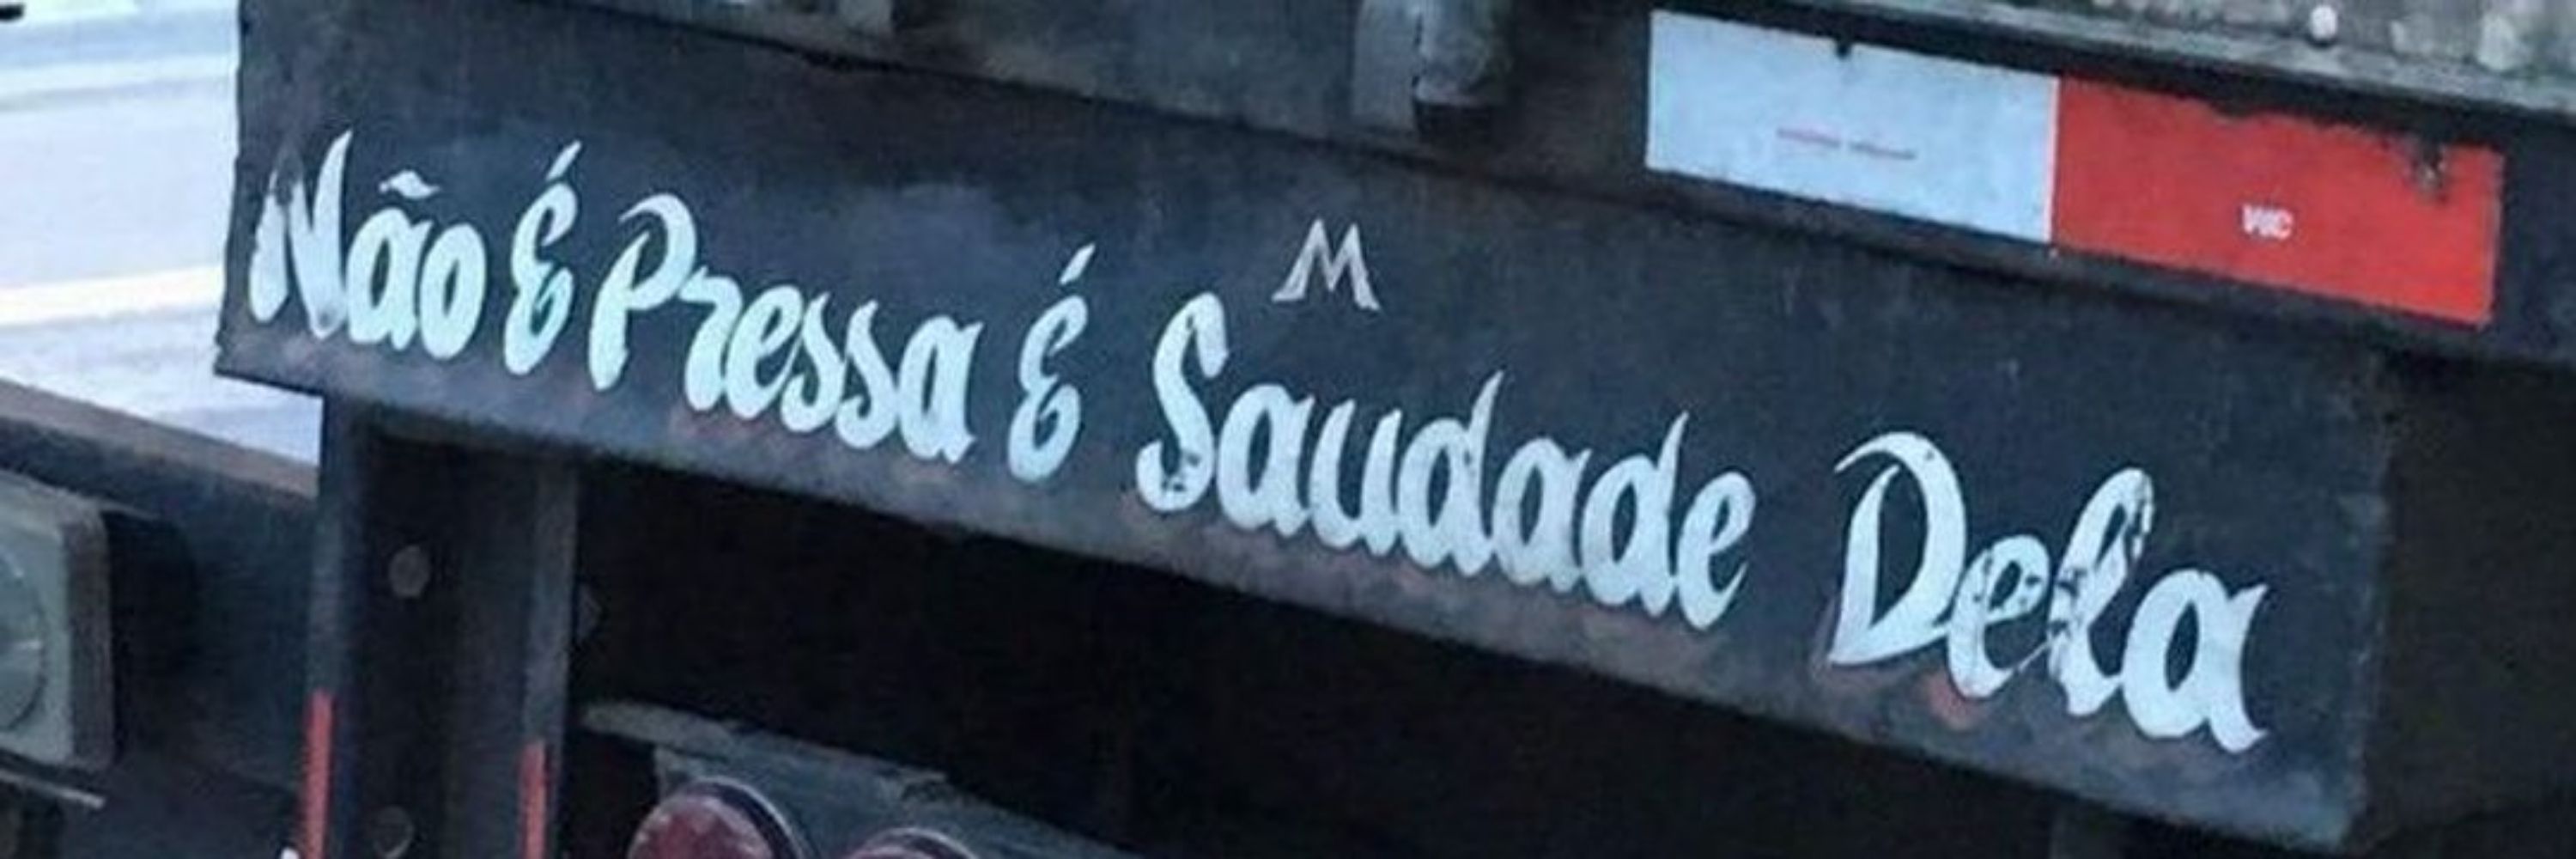 Não É Pressa É Saudade Dela
M